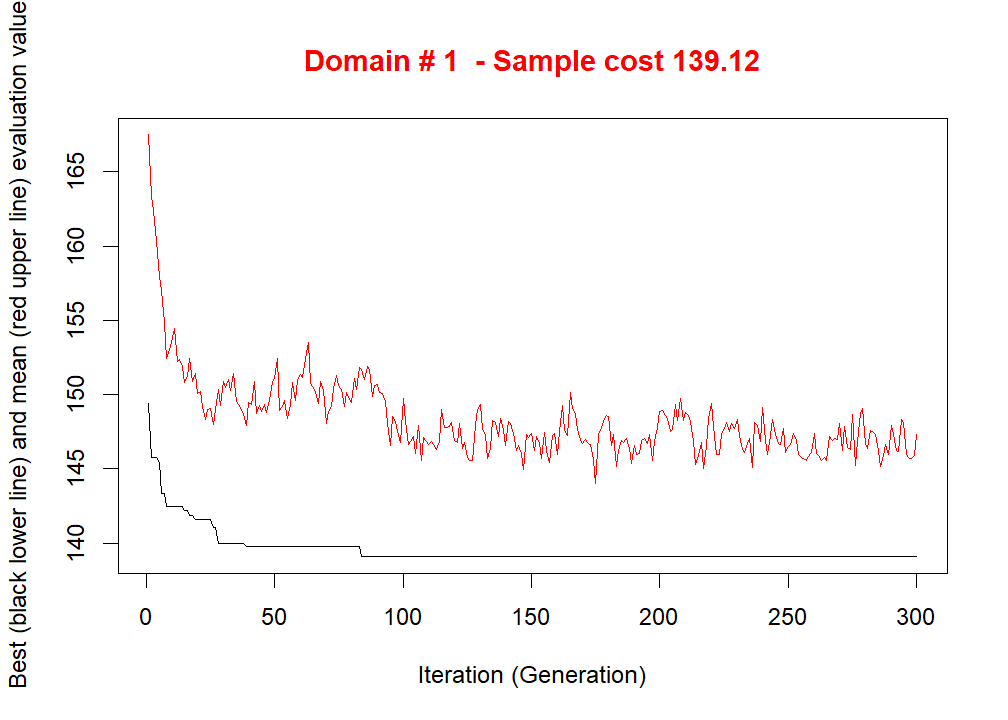 Domain # 1  - Sample cost 139.12
Best (black lower line) and mean (red upper line) evaluation value
165
160
155
150
145
140
0 50 100 150 200 250 300
Iteration (Generation)